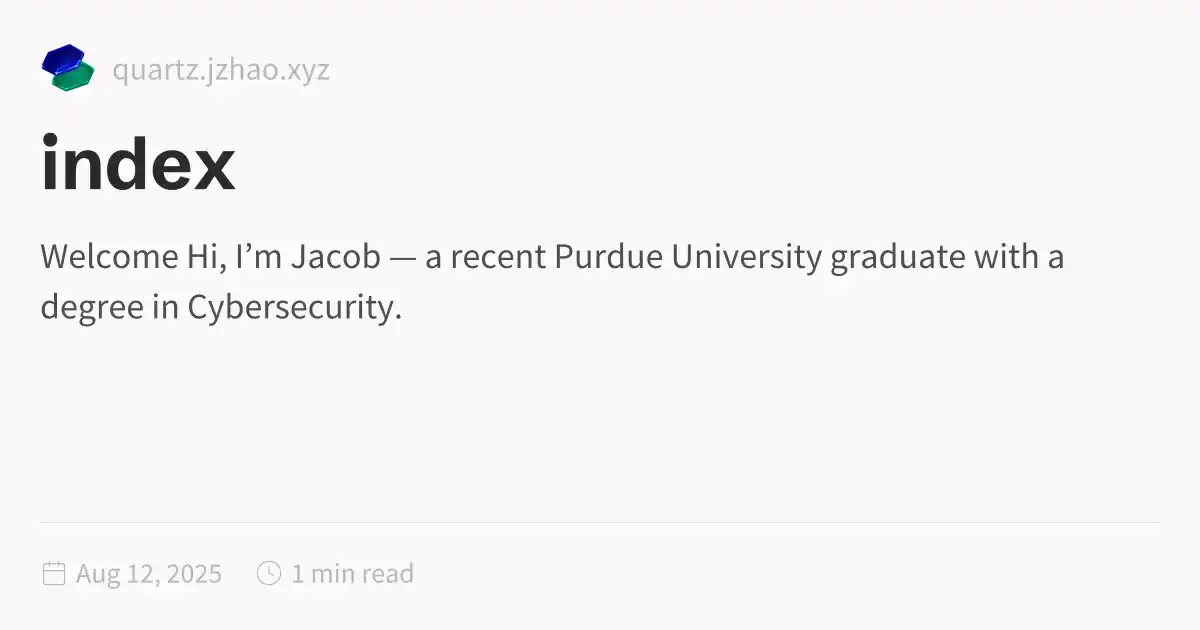 quartz.jzhao.xyz
index
Welcome Hi, I’m Jacob — a recent Purdue University graduate with a
degree in Cybersecurity.
Aug 12, 2025 1 min read